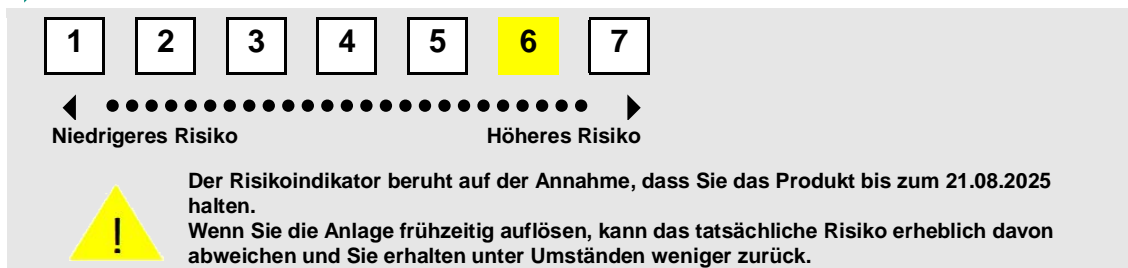 1 2 3 4 5 6 7
Niedrigeres Risiko Höheres Risiko
Der Risikoindikator beruht auf der Annahme, dass Sie das Produkt bis zum 21.08.2025
halten.
! Wenn Sie die Anlage frühzeitig auflösen, kann das tatsächliche Risiko erheblich davon
abweichen und Sie erhalten unter Umständen weniger zurück.